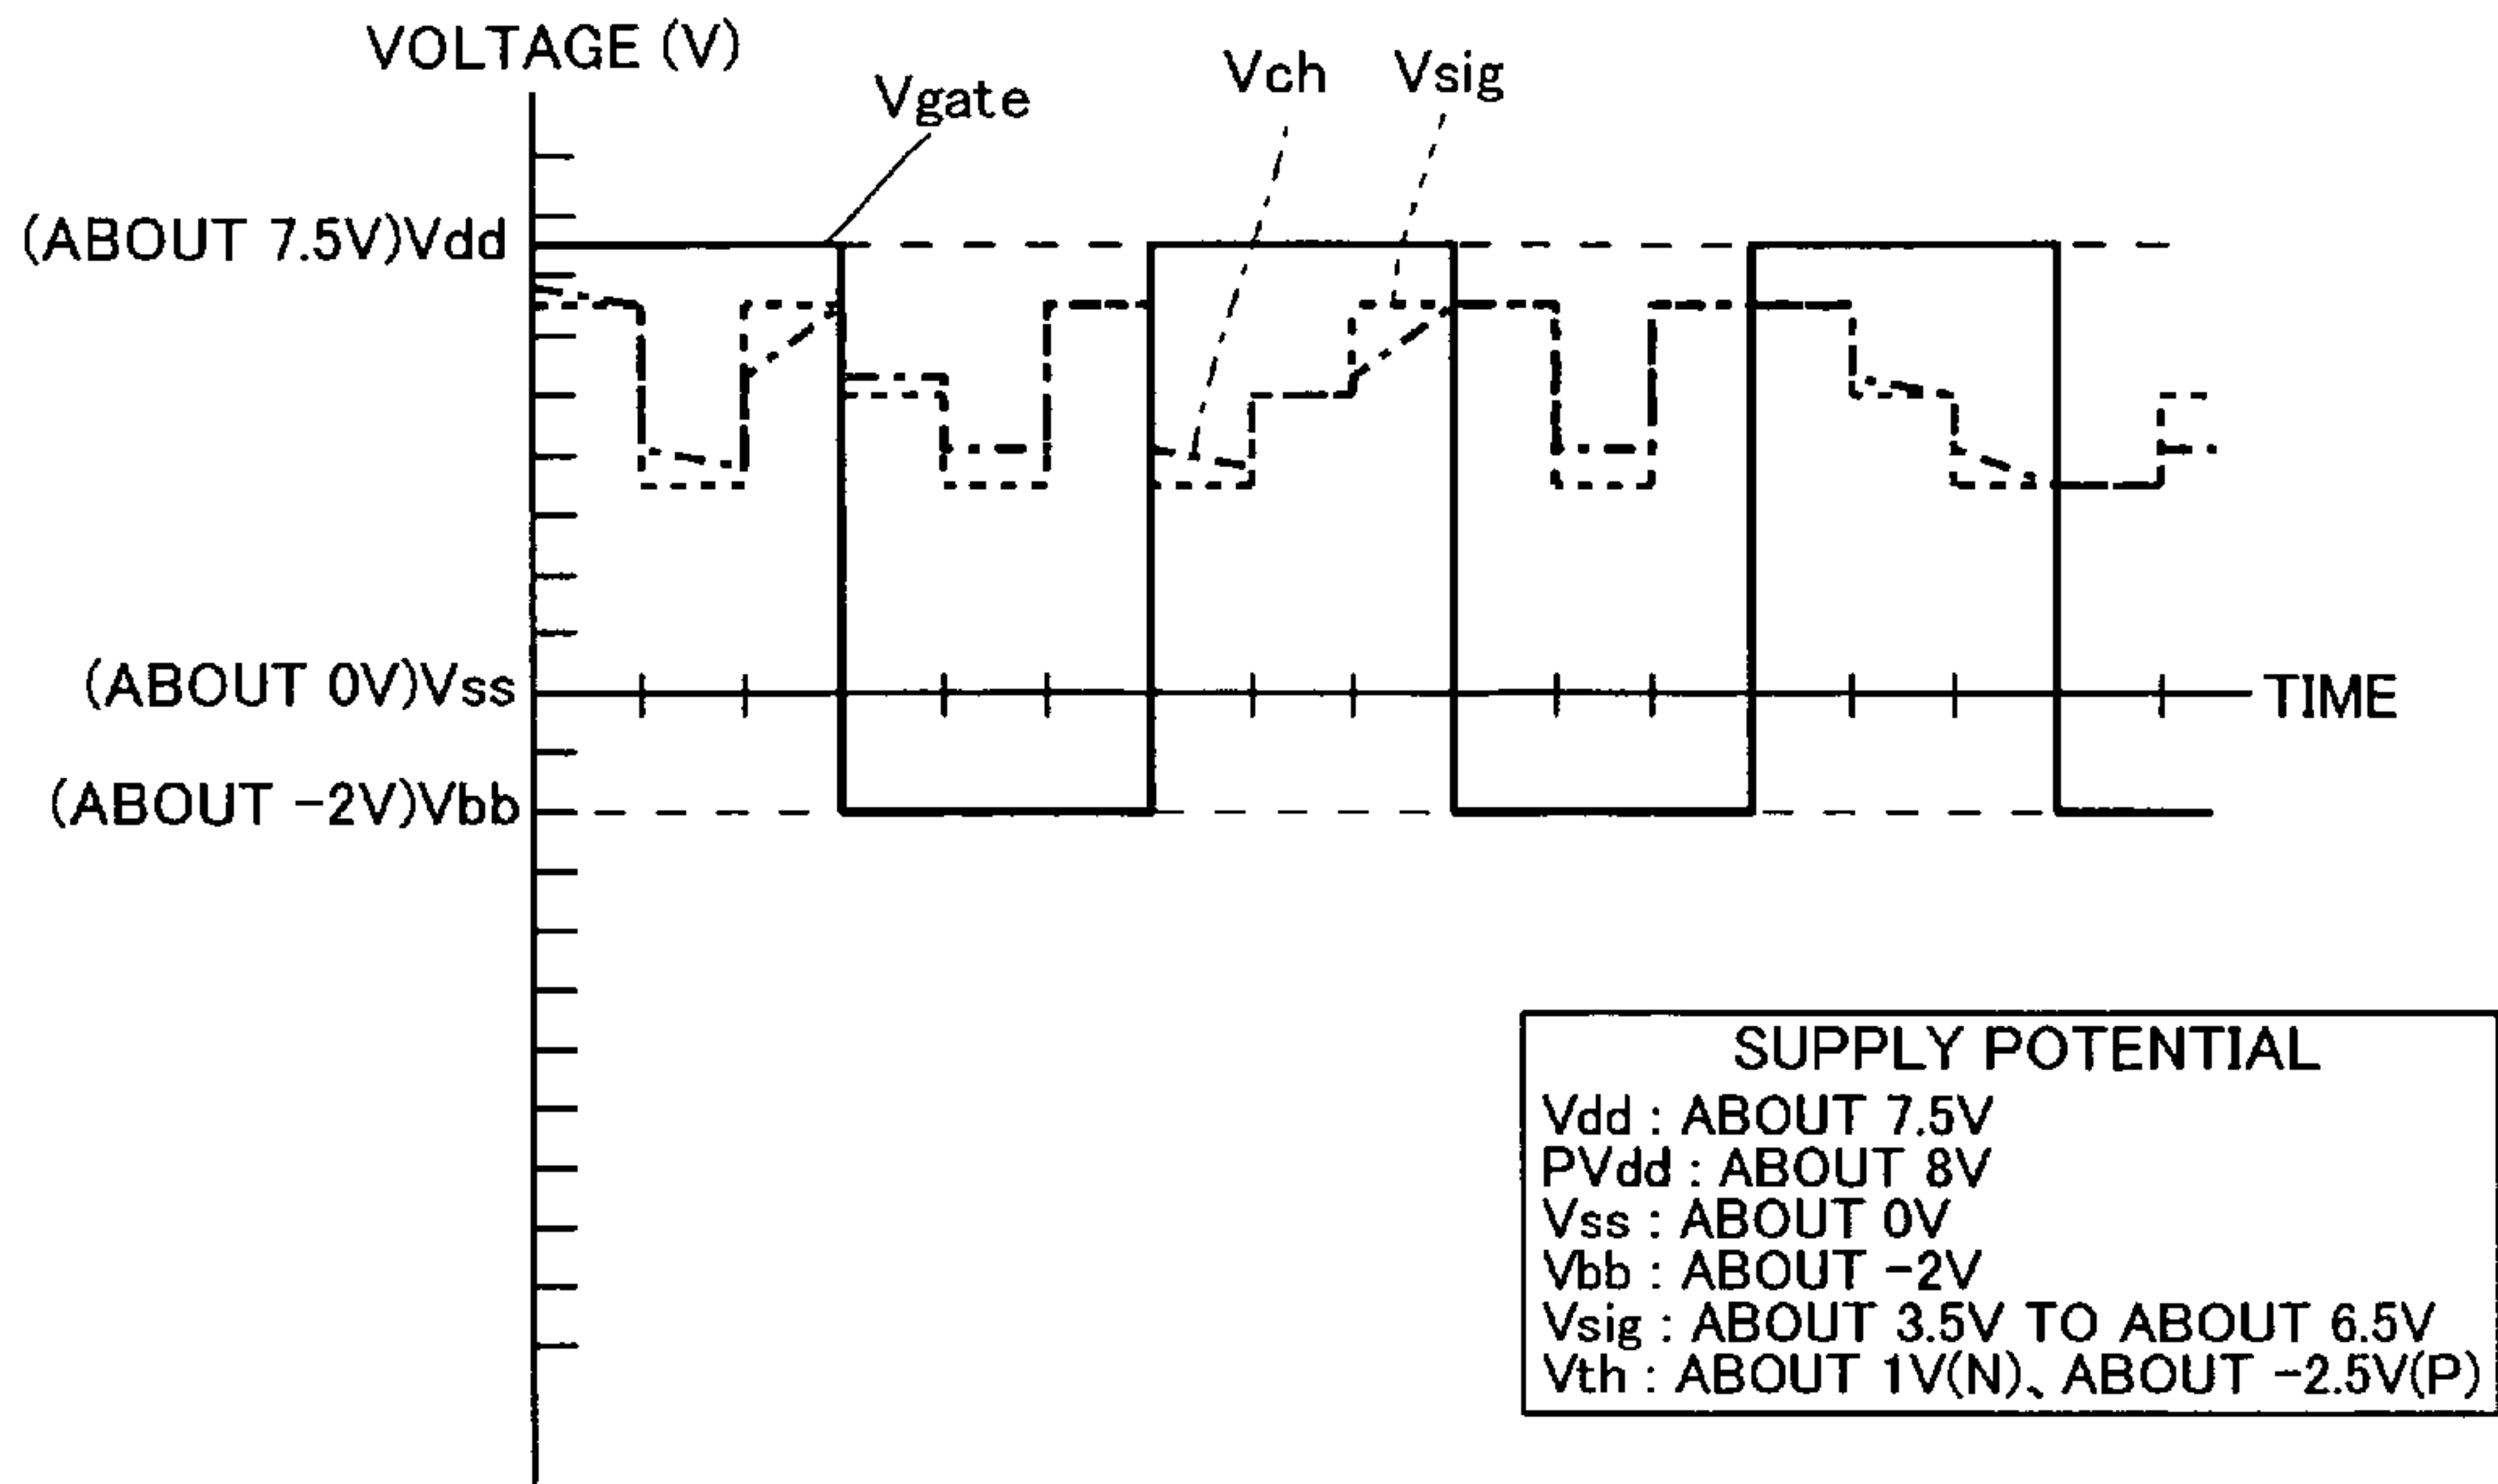 VOLTAGE (V)
Vgate
Vch
Vsig
(ABOUT 7.5V)Vdd
(ABOUT 0V)Vss
TIME
(ABOUT −2V)Vbb
SUPPLY POTENTIAL
Vdd : ABOUT 7.5V
PVdd : ABOUT 8V
Vss : ABOUT 0V
Vbb : ABOUT −2V
Vsig : ABOUT 3.5V TO ABOUT 6.5V
Vth : ABOUT 1V(N)、ABOUT −2.5V(P)